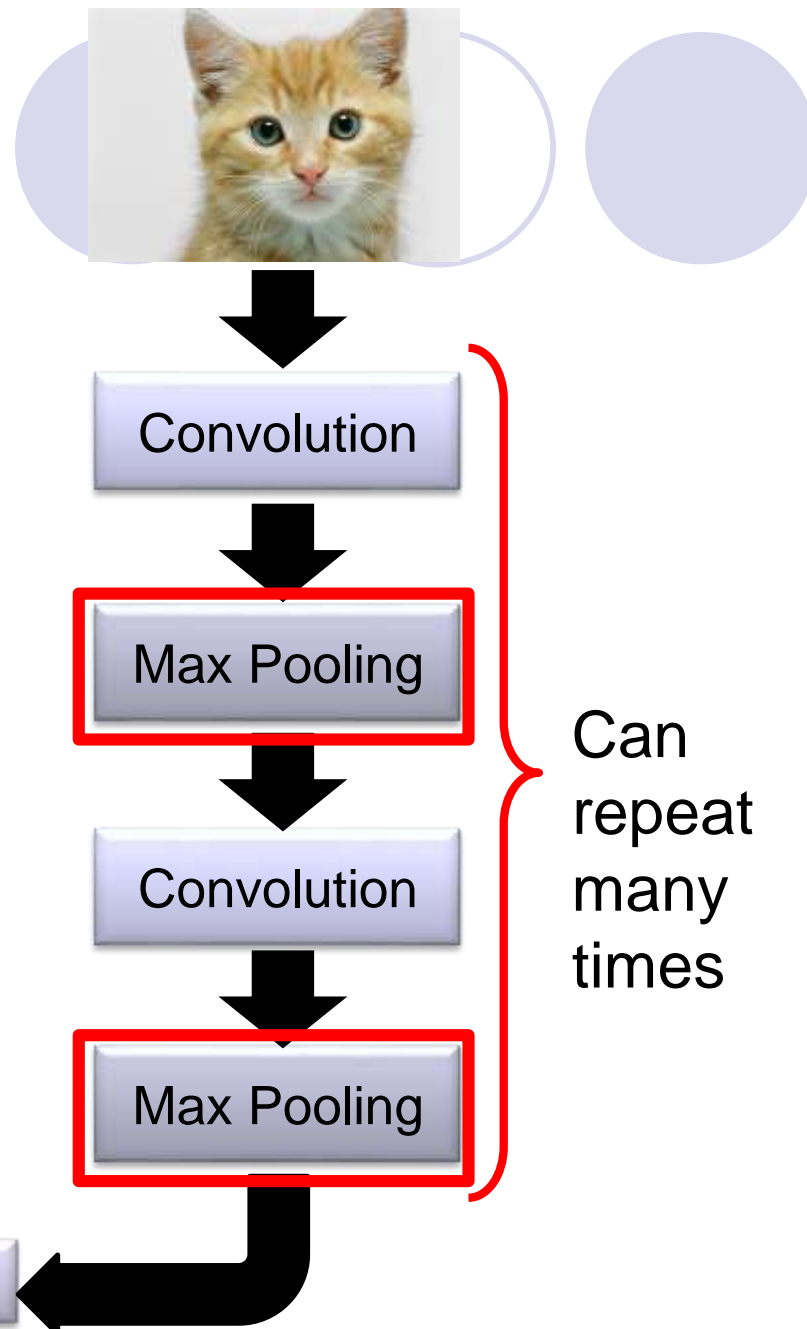 Convolution
Max Pooling
Can
repeat
many
times
Convolution
Max Pooling